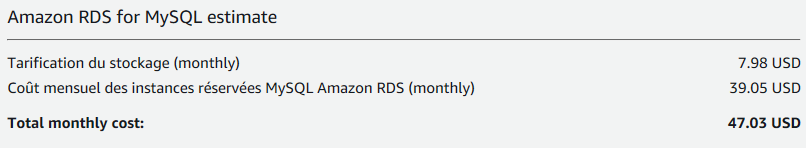 Amazon RDS for MySQL estimate
Tarification du stockage (monthly) 7.98 USD
Coût mensuel des instances réservées MySQL Amazon RDS (monthly) 39.05 USD
Total monthly cost: 47.03 USD